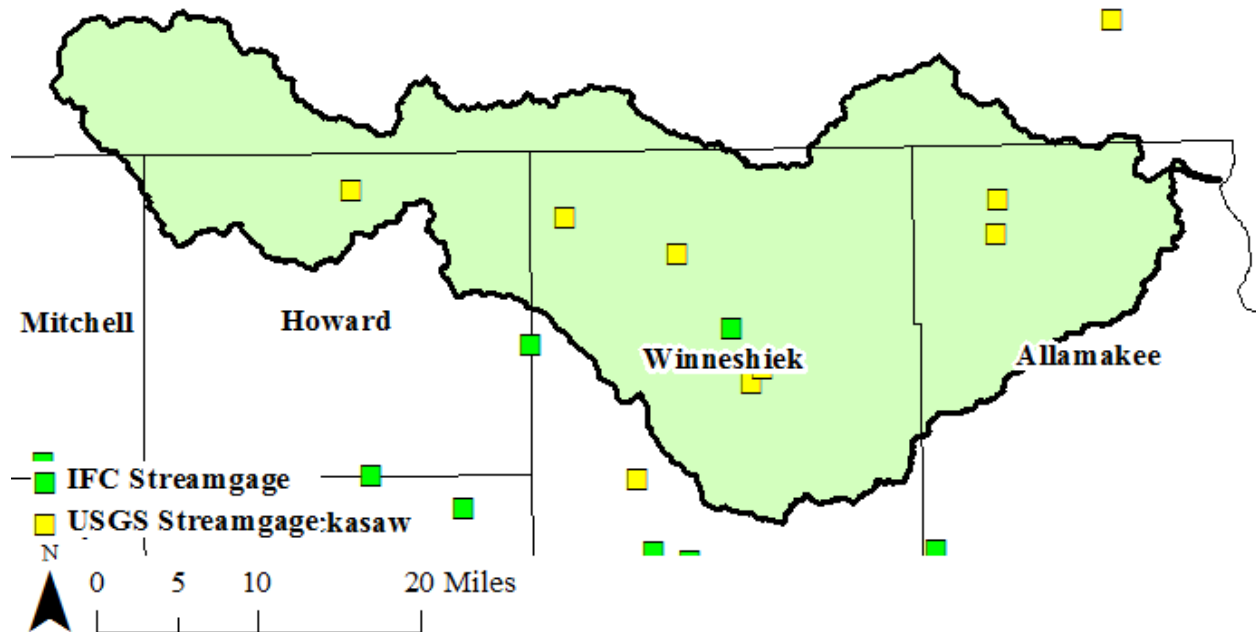 Mitchell
Howard
Winneshiek
Allamakee
IFC Streamgage
USGS Streamgage
kasaw
N
0 5 10 20 Miles